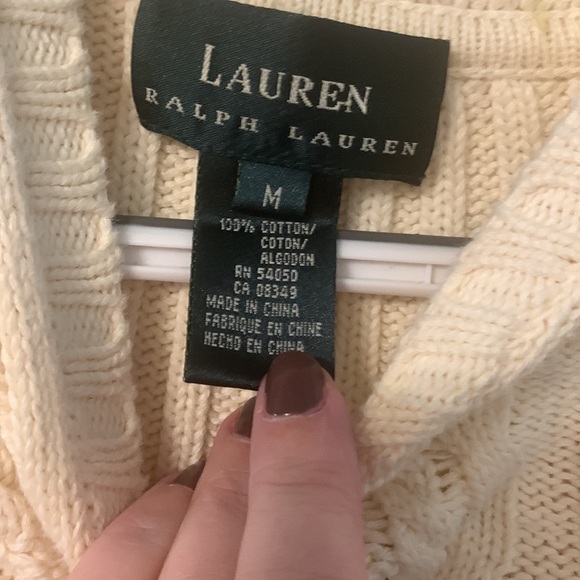 LAUREN
RALPH LAUREN
M
100% COTTON/
COTON/
ALGODON
RN 54050
CA 08349
MADE IN CHINA
FABRIQUE EN CHINE
HECHO EN CHINA